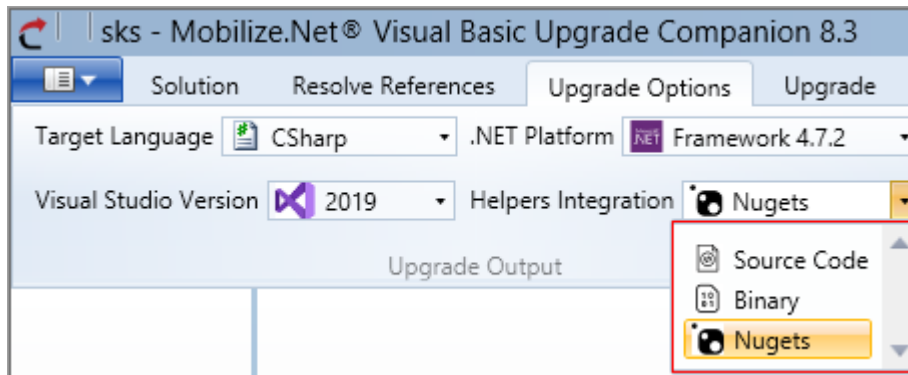 sks - Mobilize.Net® Visual Basic Upgrade Companion 8.3
Solution Resolve References Upgrade Options Upgrade
Target Language CSharp .NET Platform .NET Framework 4.7.2
Visual Studio Version 2019 Helpers Integration Nugets
Upgrade Output
Source Code
Binary
Nugets